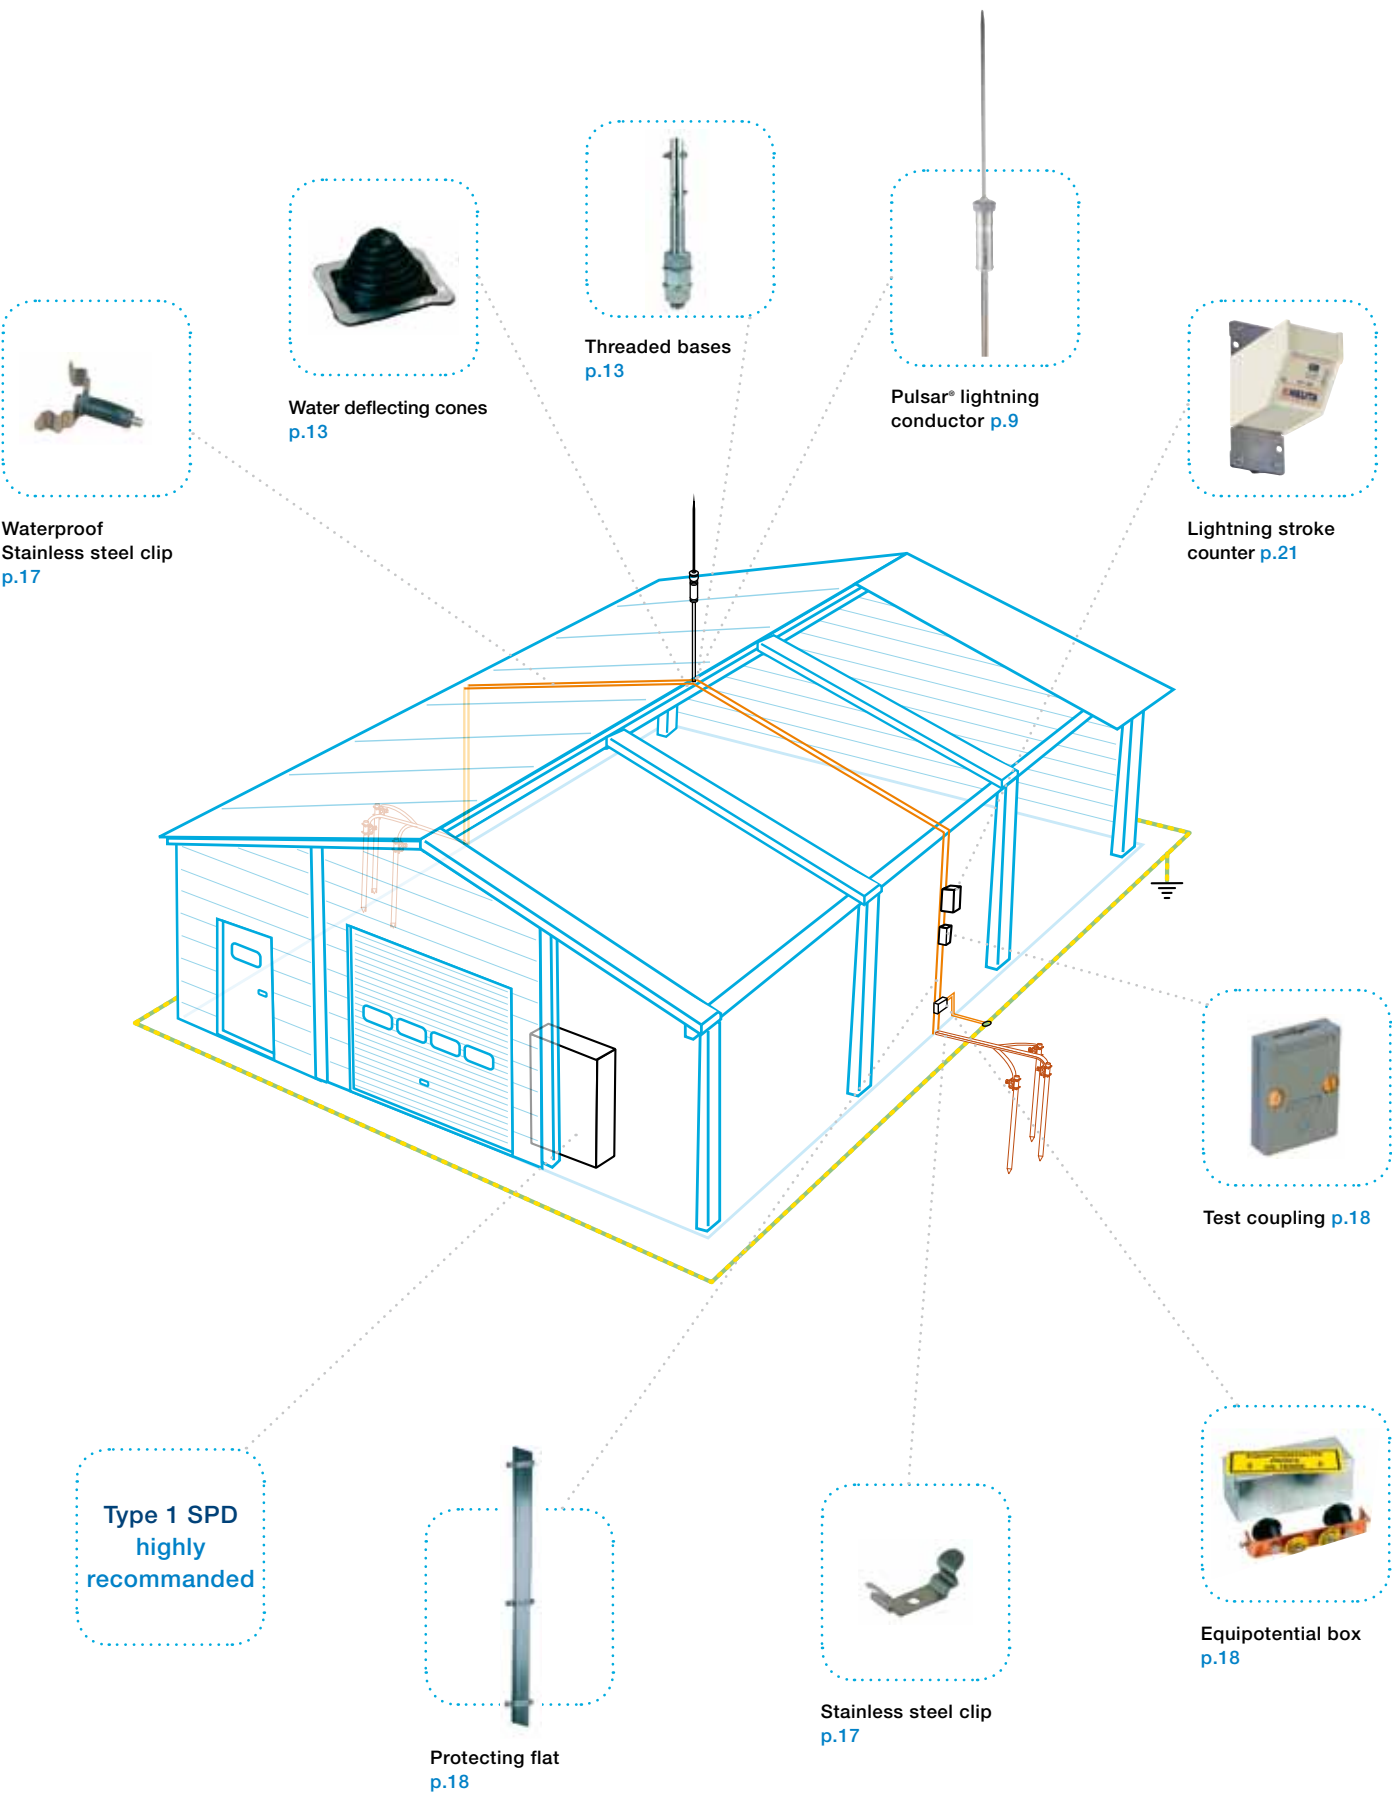 Threaded bases
p.13
Water deflecting cones
p.13
Pulsar® lightning
conductor p.9
Waterproof
Stainless steel clip
p.17
Lightning stroke
counter p.21
Test coupling p.18
Type 1 SPD
highly
recommanded
Equipotential box
p.18
Stainless steel clip
p.17
Protecting flat
p.18